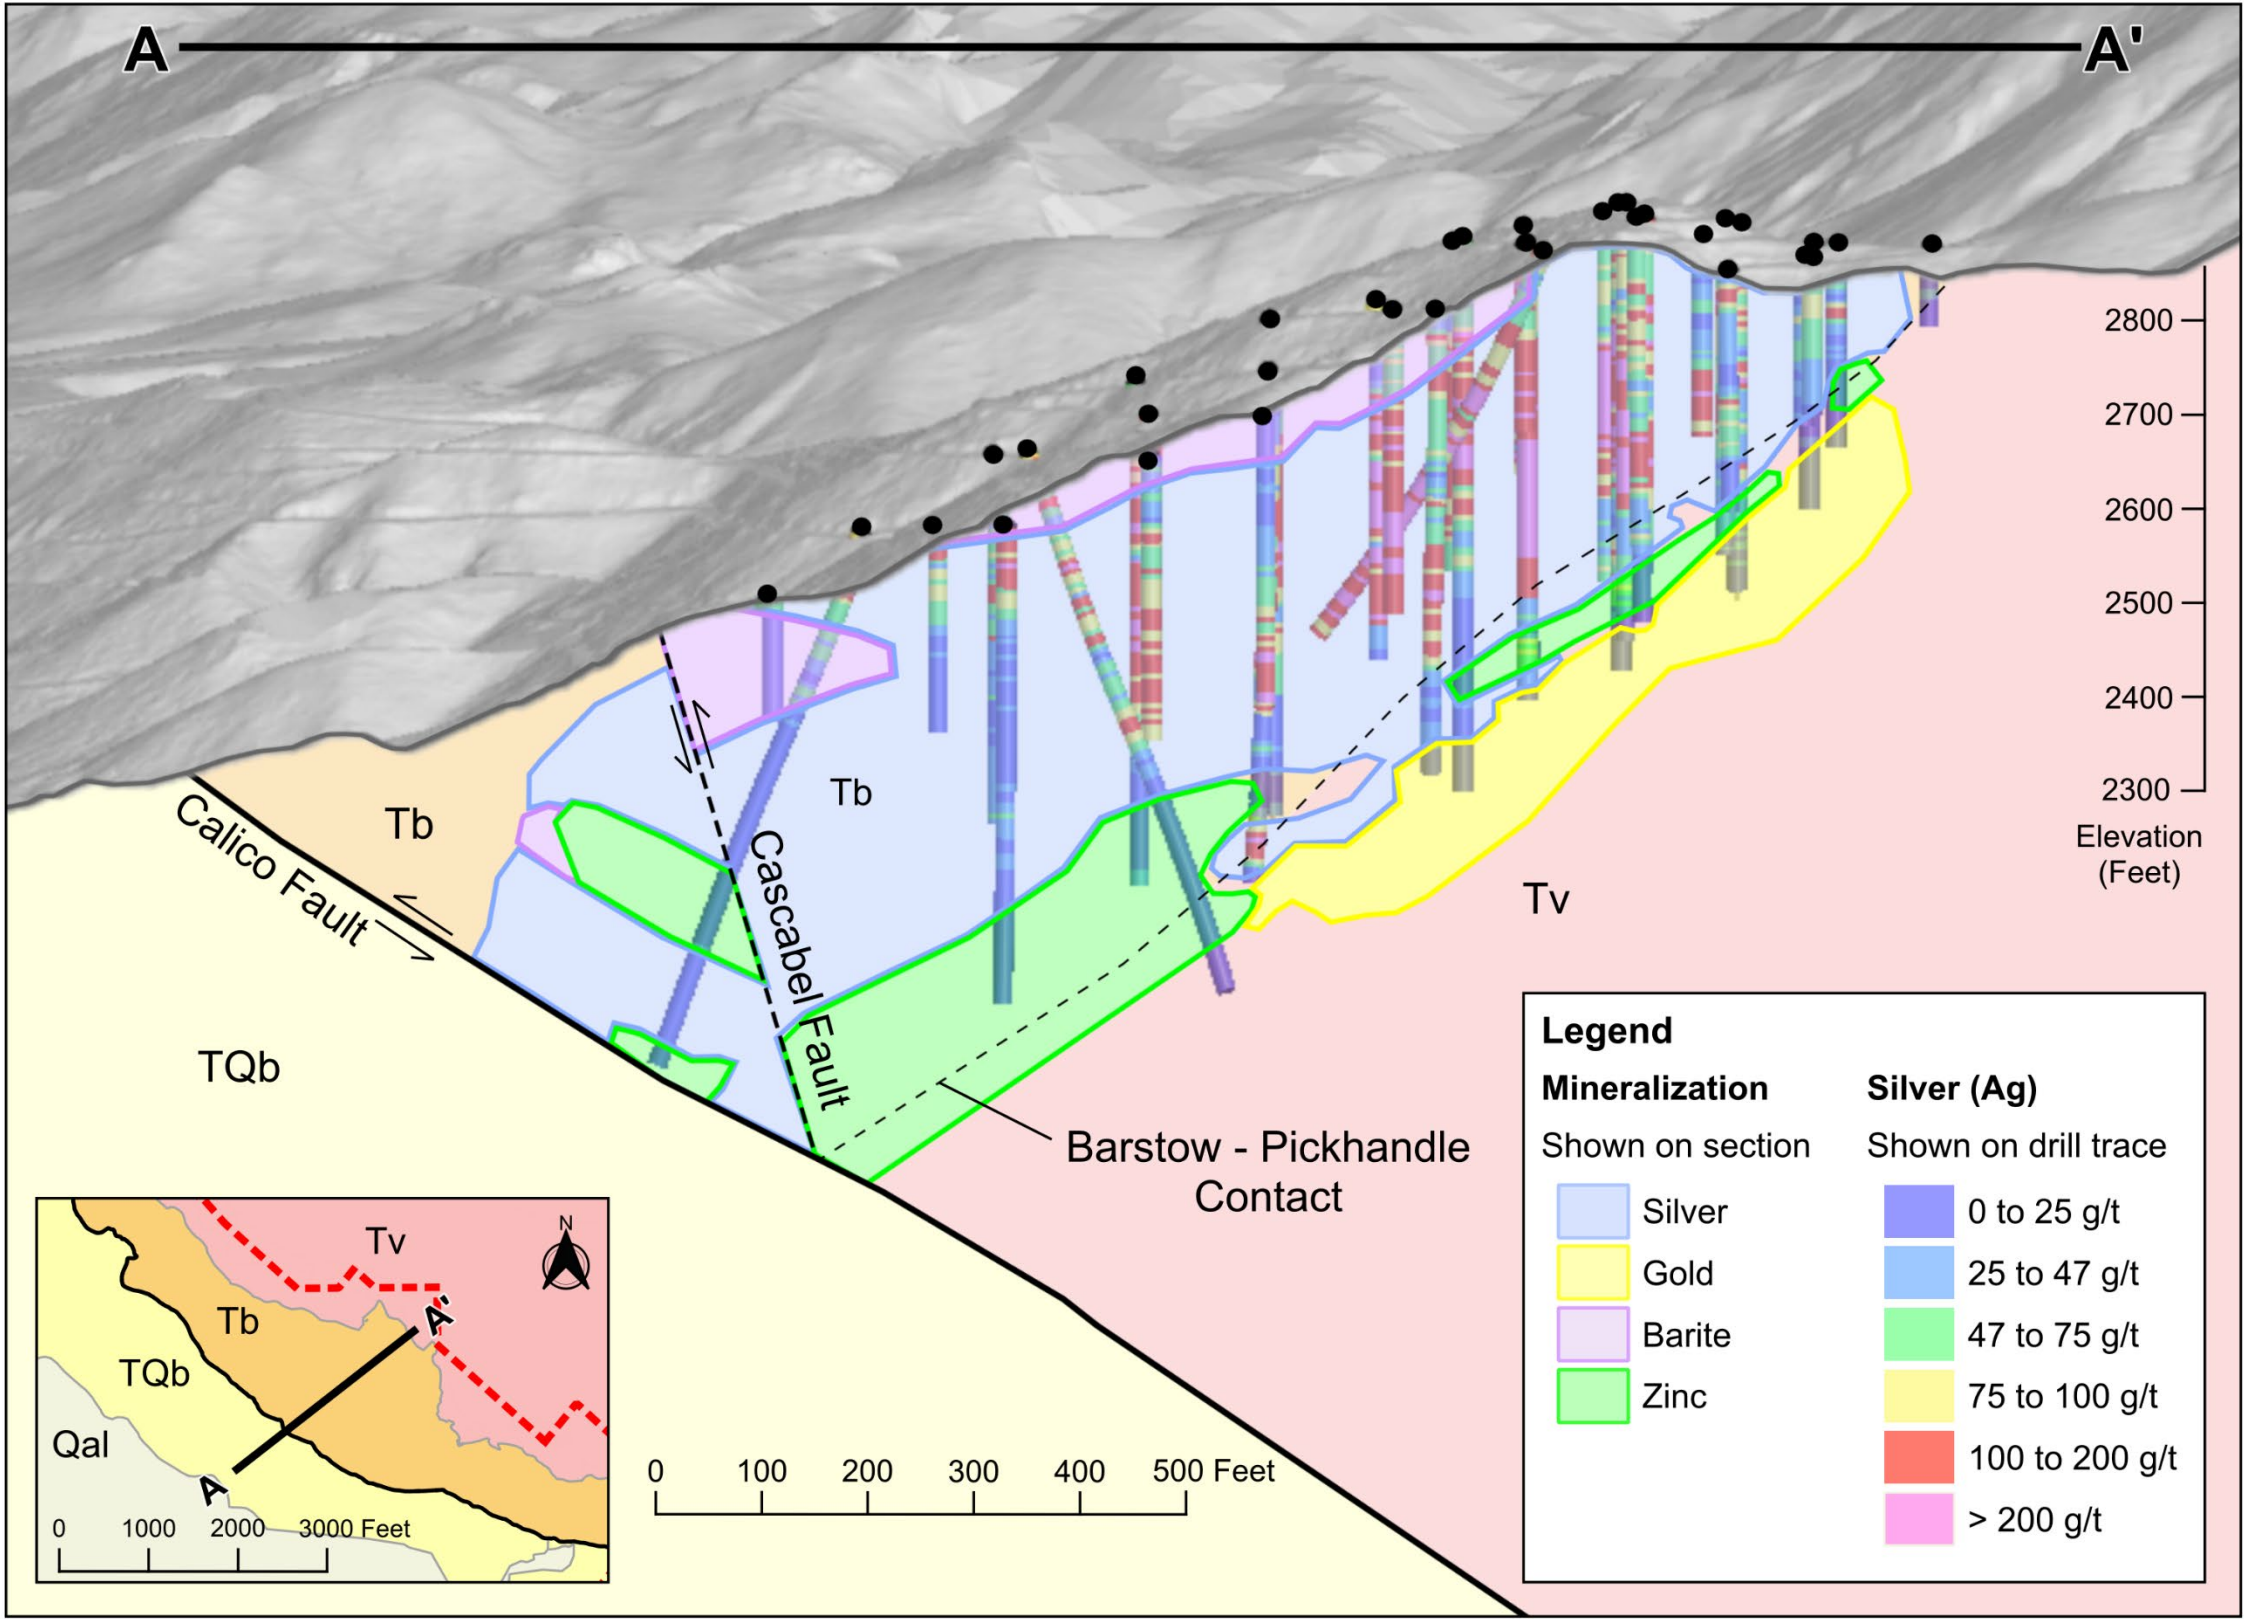 A
A'
2800
2700
2600
2500
2400
2300
Elevation
(Feet)
Tb
Tb
Calico Fault
Cascabel Fault
Tv
TQb
Barstow - Pickhandle
Contact
Legend
Mineralization
Shown on section
Silver
Gold
Barite
Zinc
Silver (Ag)
Shown on drill trace
0 to 25 g/t
25 to 47 g/t
47 to 75 g/t
75 to 100 g/t
100 to 200 g/t
> 200 g/t
N
Tv
A'
Tb
TQb
Qal
A
0 1000 2000 3000 Feet
0 100 200 300 400 500 Feet